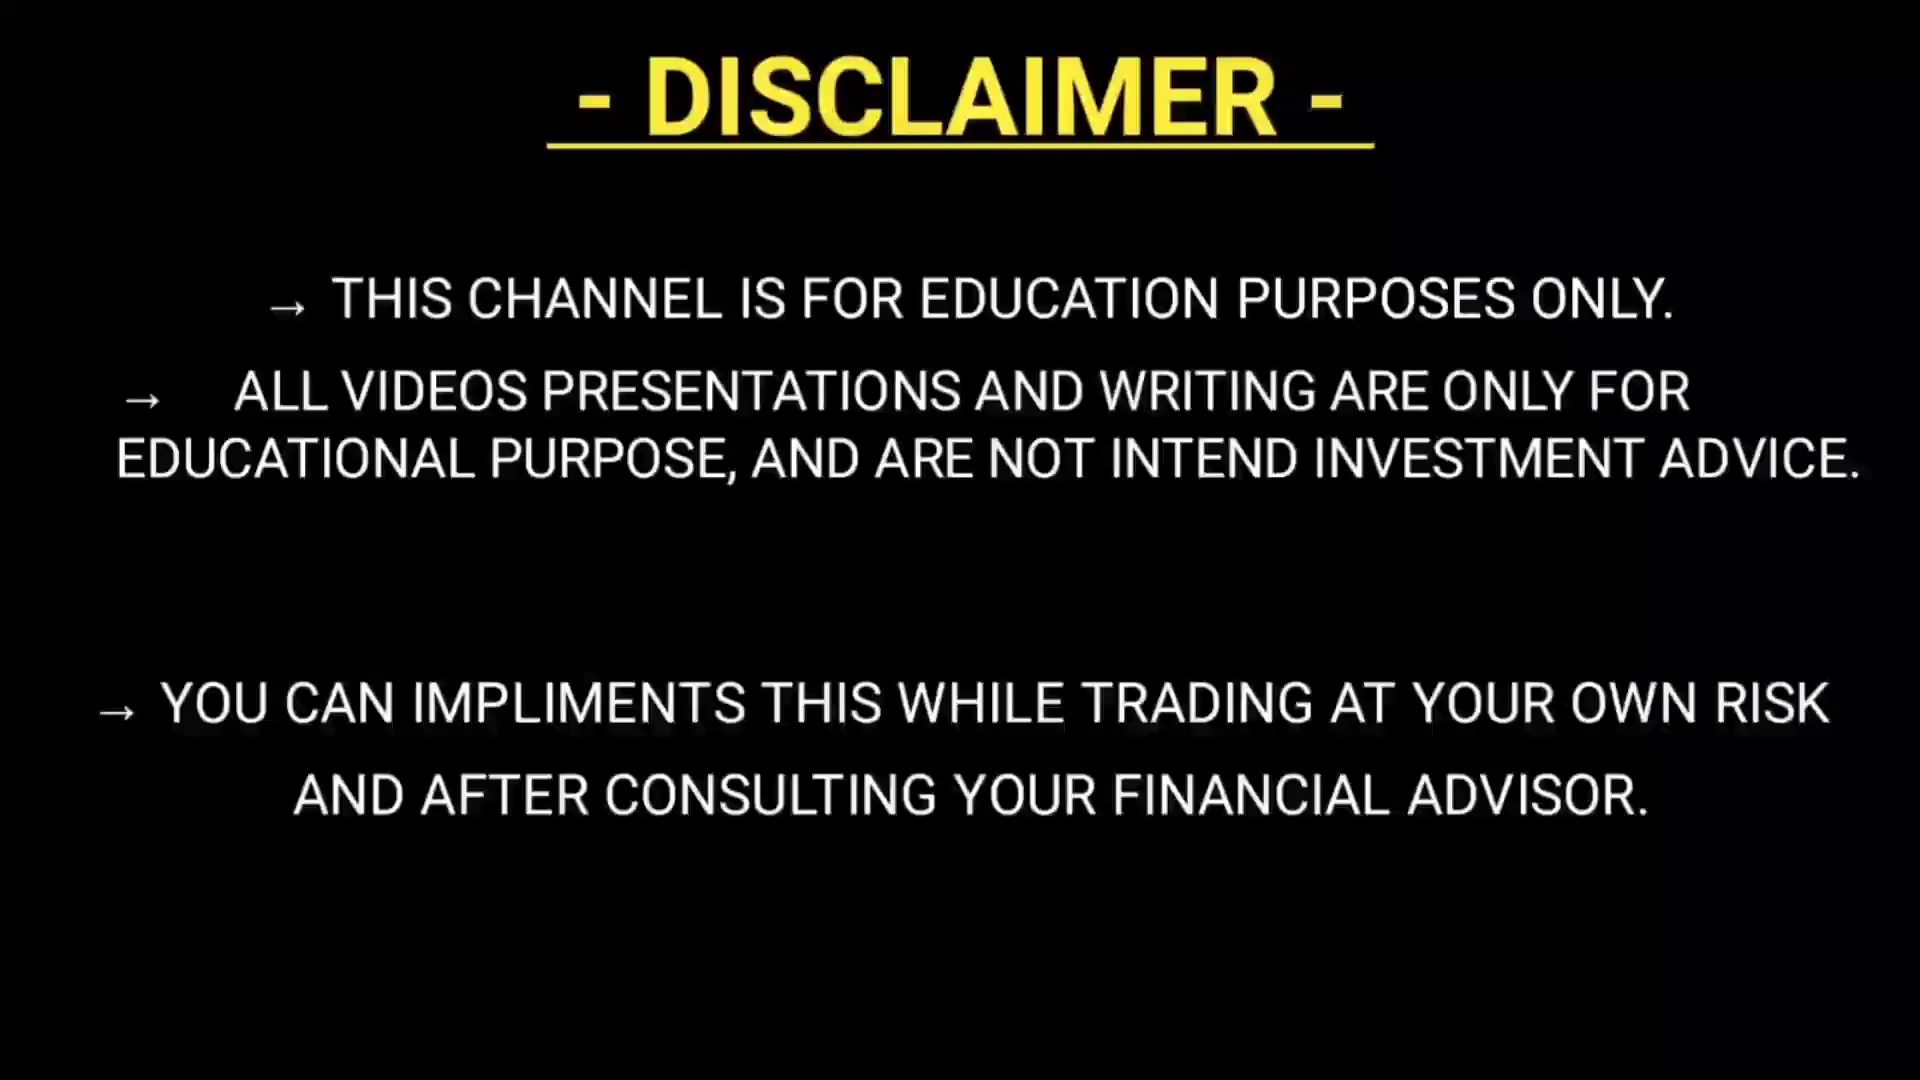 - DISCLAIMER -
→ THIS CHANNEL IS FOR EDUCATION PURPOSES ONLY.
→ ALL VIDEOS PRESENTATIONS AND WRITING ARE ONLY FOR
EDUCATIONAL PURPOSE, AND ARE NOT INTEND INVESTMENT ADVICE.
→ YOU CAN IMPLIMENTS THIS WHILE TRADING AT YOUR OWN RISK
AND AFTER CONSULTING YOUR FINANCIAL ADVISOR.